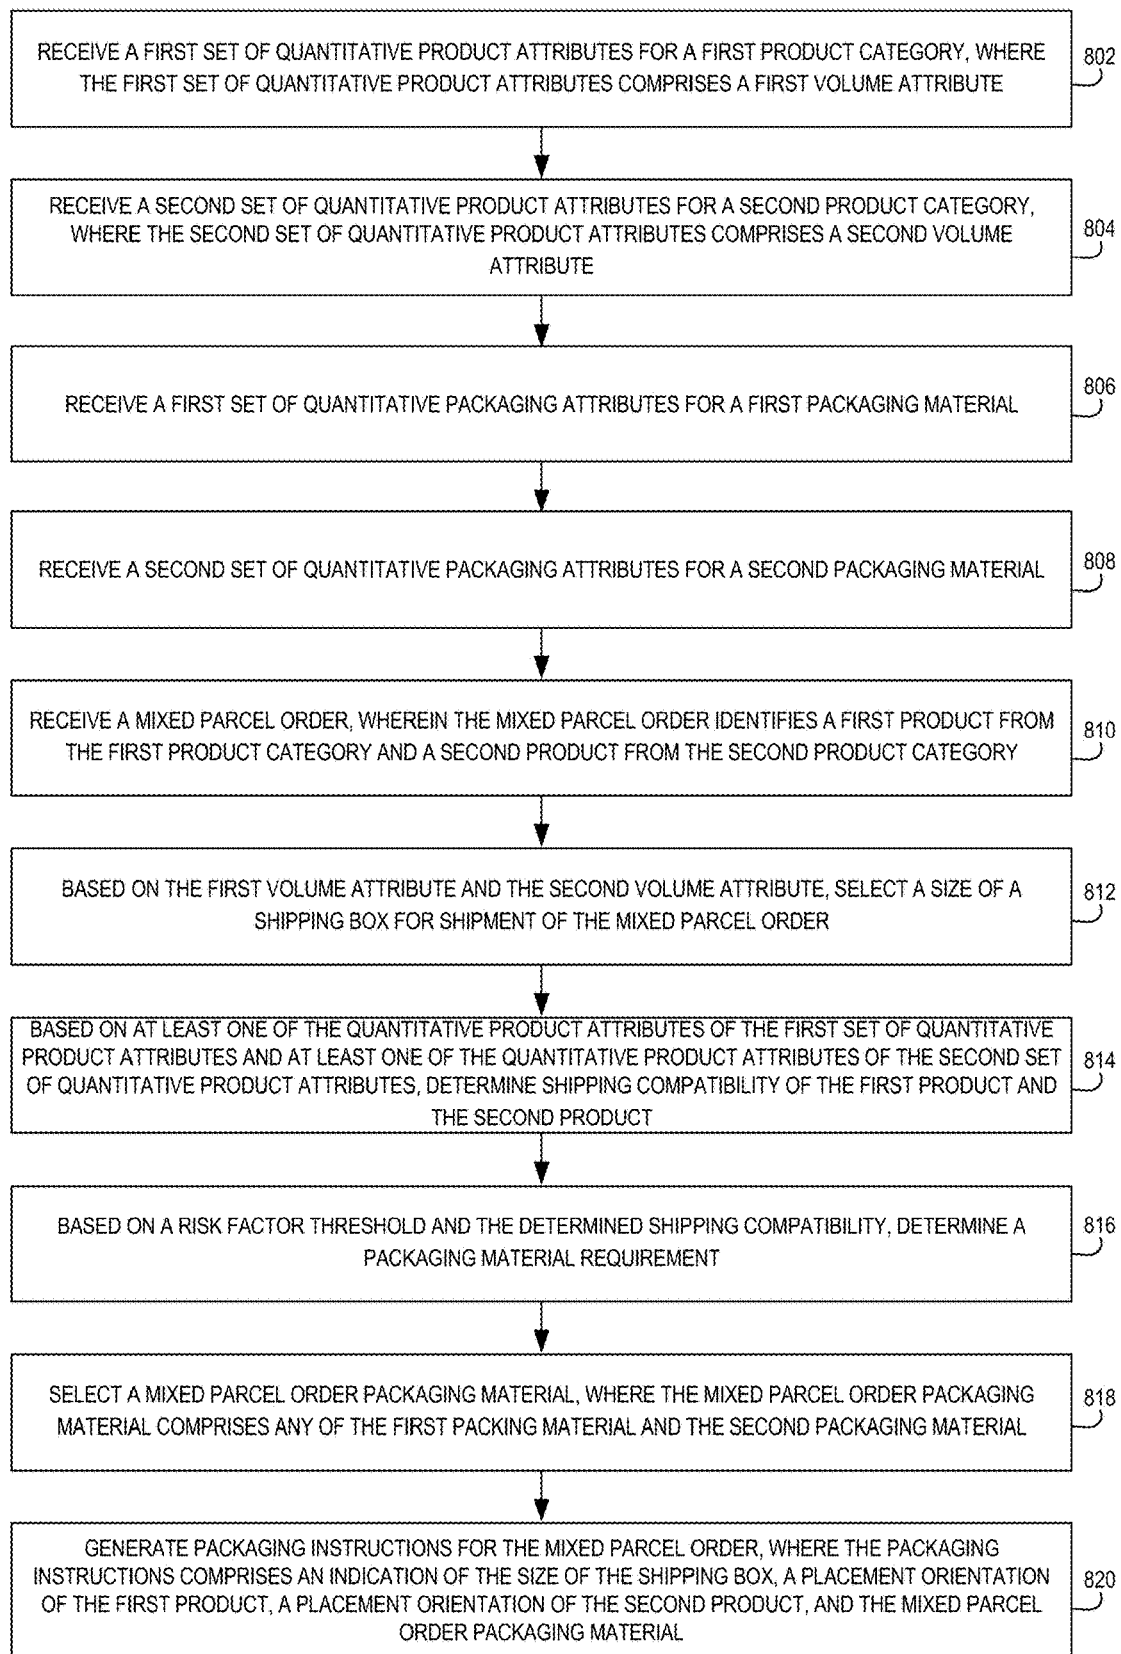 RECEIVE A FIRST SET OF QUANTITATIVE PRODUCT ATTRIBUTES FOR A FIRST PRODUCT CATEGORY, WHERE
THE FIRST SET OF QUANTITATIVE PRODUCT ATTRIBUTES COMPRISES A FIRST VOLUME ATTRIBUTE
802
RECEIVE A SECOND SET OF QUANTITATIVE PRODUCT ATTRIBUTES FOR A SECOND PRODUCT CATEGORY,
WHERE THE SECOND SET OF QUANTITATIVE PRODUCT ATTRIBUTES COMPRISES A SECOND VOLUME
ATTRIBUTE
804
RECEIVE A FIRST SET OF QUANTITATIVE PACKAGING ATTRIBUTES FOR A FIRST PACKAGING MATERIAL
806
RECEIVE A SECOND SET OF QUANTITATIVE PACKAGING ATTRIBUTES FOR A SECOND PACKAGING MATERIAL
808
RECEIVE A MIXED PARCEL ORDER, WHEREIN THE MIXED PARCEL ORDER IDENTIFIES A FIRST PRODUCT FROM
THE FIRST PRODUCT CATEGORY AND A SECOND PRODUCT FROM THE SECOND PRODUCT CATEGORY
810
BASED ON THE FIRST VOLUME ATTRIBUTE AND THE SECOND VOLUME ATTRIBUTE, SELECT A SIZE OF A
SHIPPING BOX FOR SHIPMENT OF THE MIXED PARCEL ORDER
812
BASED ON AT LEAST ONE OF THE QUANTITATIVE PRODUCT ATTRIBUTES OF THE FIRST SET OF QUANTITATIVE
PRODUCT ATTRIBUTES AND AT LEAST ONE OF THE QUANTITATIVE PRODUCT ATTRIBUTES OF THE SECOND SET
OF QUANTITATIVE PRODUCT ATTRIBUTES, DETERMINE SHIPPING COMPATIBILITY OF THE FIRST PRODUCT AND
THE SECOND PRODUCT
814
BASED ON A RISK FACTOR THRESHOLD AND THE DETERMINED SHIPPING COMPATIBILITY, DETERMINE A
PACKAGING MATERIAL REQUIREMENT
816
SELECT A MIXED PARCEL ORDER PACKAGING MATERIAL, WHERE THE MIXED PARCEL ORDER PACKAGING
MATERIAL COMPRISES ANY OF THE FIRST PACKING MATERIAL AND THE SECOND PACKAGING MATERIAL
818
GENERATE PACKAGING INSTRUCTIONS FOR THE MIXED PARCEL ORDER, WHERE THE PACKAGING
INSTRUCTIONS COMPRISES AN INDICATION OF THE SIZE OF THE SHIPPING BOX, A PLACEMENT ORIENTATION
OF THE FIRST PRODUCT, A PLACEMENT ORIENTATION OF THE SECOND PRODUCT, AND THE MIXED PARCEL
ORDER PACKAGING MATERIAL
820